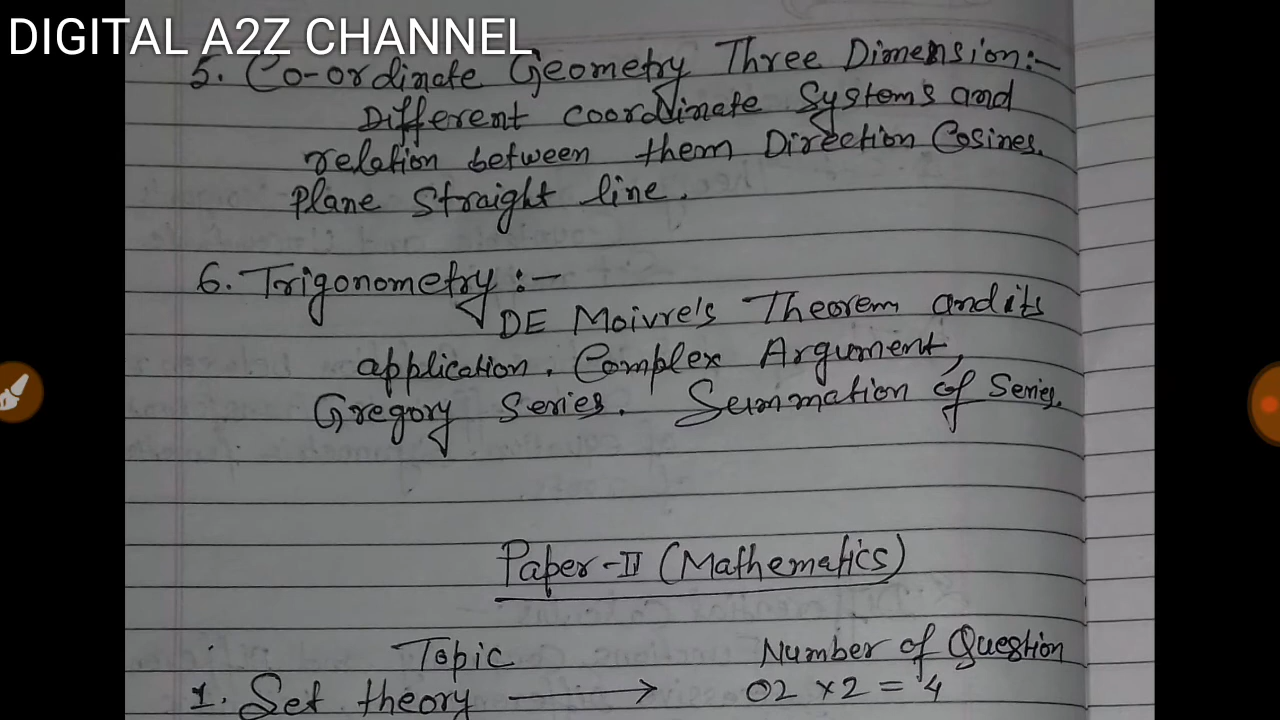 DIGITAL A2Z CHANNEL
5. Co-ordinate Geometry Three Dimension:-
Different coordinate Systems and
relation between them Direction Cosines.
Plane Straight line.
6. Trigonometry :-
DE Moivre's Theorem and its
application. Complex Argument,
Gregory Series. Summation of Series.
Paper-II (Mathematics)
Topic Number of Question
1. Set theory → 02 x2 = 4